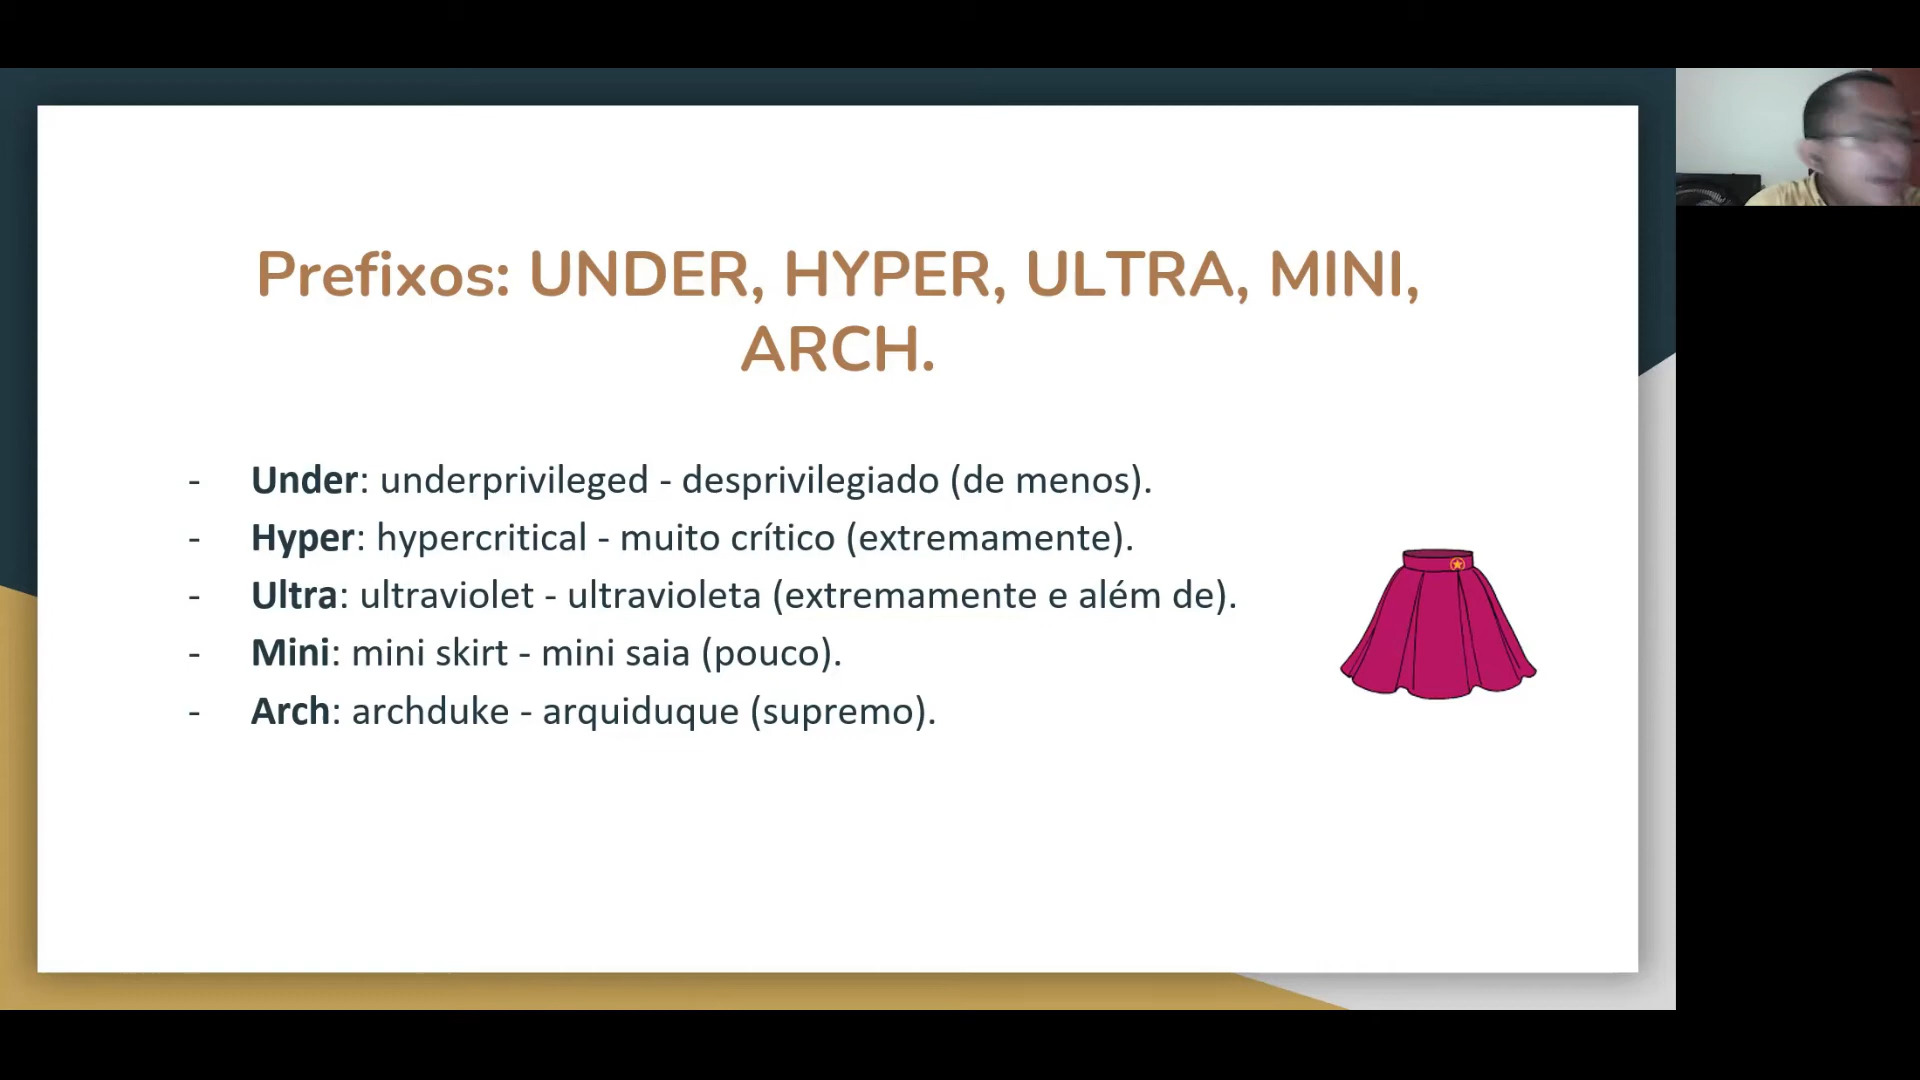 Prefixos: UNDER, HYPER, ULTRA, MINI,
ARCH.
- Under: underprivileged - desprivilegiado (de menos).
- Hyper: hypercritical - muito crítico (extremamente).
- Ultra: ultraviolet - ultravioleta (extremamente e além de).
- Mini: mini skirt - mini saia (pouco).
- Arch: archduke - arquiduque (supremo).